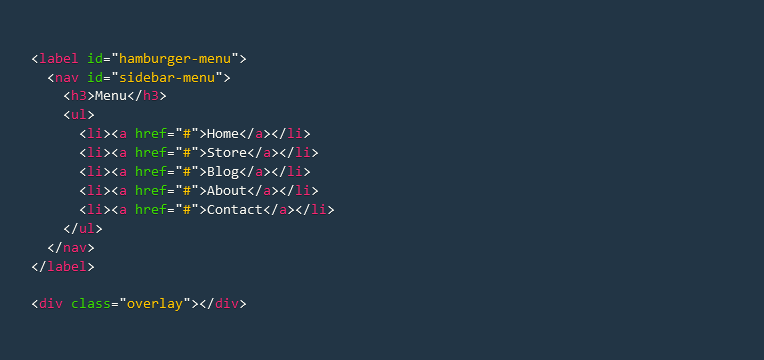 <label id="hamburger-menu">
  <nav id="sidebar-menu">
    <h3>Menu</h3>
    <ul>
      <li><a href="#">Home</a></li>
      <li><a href="#">Store</a></li>
      <li><a href="#">Blog</a></li>
      <li><a href="#">About</a></li>
      <li><a href="#">Contact</a></li>
    </ul>
  </nav>
</label>

<div class="overlay"></div>